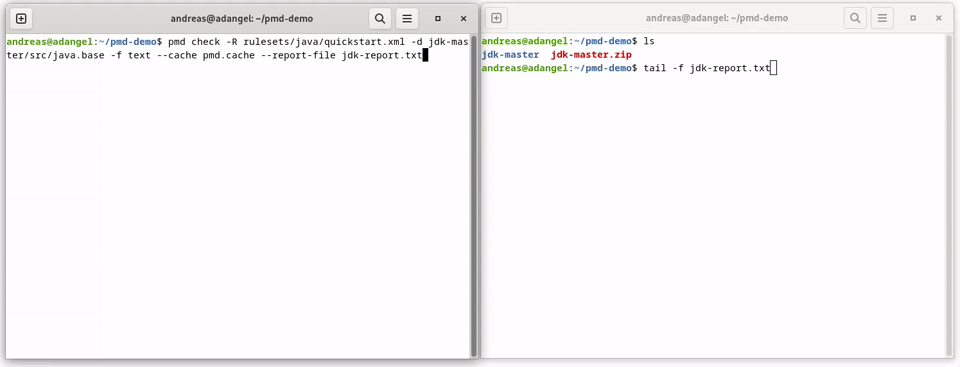 andreas@adangel: ~/pmd-demo
andreas@adangel:~/pmd-demo$ pmd check -R rulesets/java/quickstart.xml -d jdk-mas
ter/src/java.base -f text --cache pmd.cache --report-file jdk-report.txt
andreas@adangel: ~/pmd-demo
andreas@adangel:~/pmd-demo$ ls
jdk-master  jdk-master.zip
andreas@adangel:~/pmd-demo$ tail -f jdk-report.txt